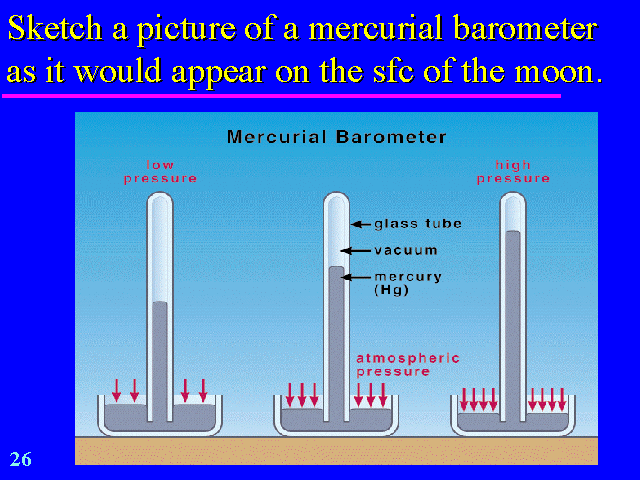 Sketch a picture of a mercurial barometer
as it would appear on the sfc of the moon.
Mercurial Barometer
low
pressure
high
pressure
glass tube
vacuum
mercury
(Hg)
atmospheric
pressure
26